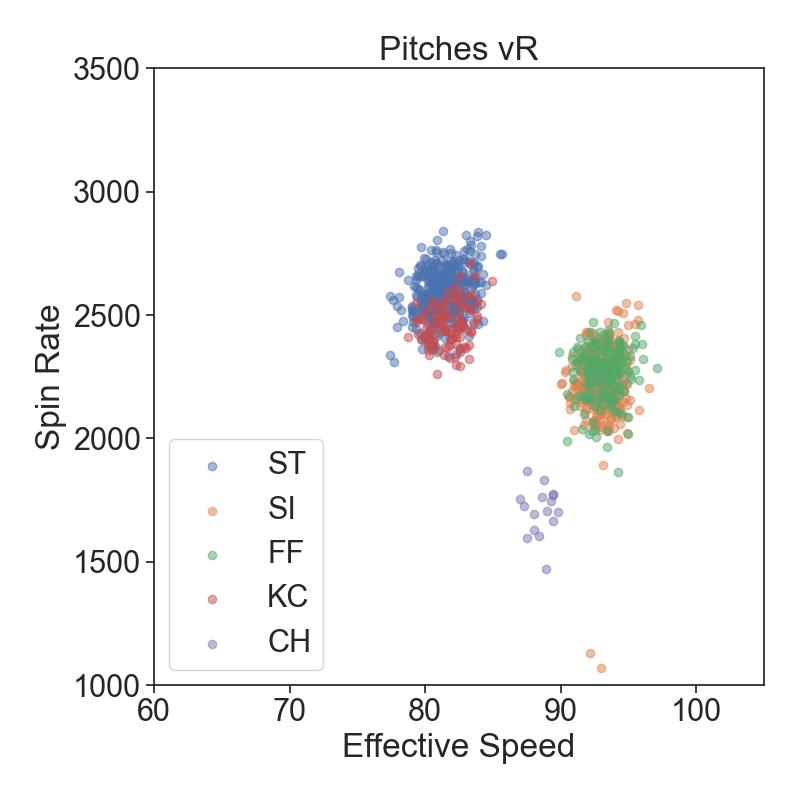 Pitches vR
3500
3000
2500
2000
1500
1000
Spin Rate
ST
SI
FF
KC
CH
60 70 80 90 100
Effective Speed